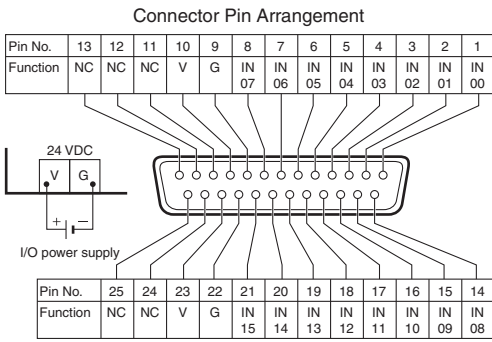 Connector Pin Arrangement
Pin No. 13 12 11 10 9 8 7 6 5 4 3 2 1
Function NC NC NC V G IN 07 IN 06 IN 05 IN 04 IN 03 IN 02 IN 01 IN 00
24 VDC
V G
+ −
I/O power supply
Pin No. 25 24 23 22 21 20 19 18 17 16 15 14
Function NC NC V G IN 15 IN 14 IN 13 IN 12 IN 11 IN 10 IN 09 IN 08